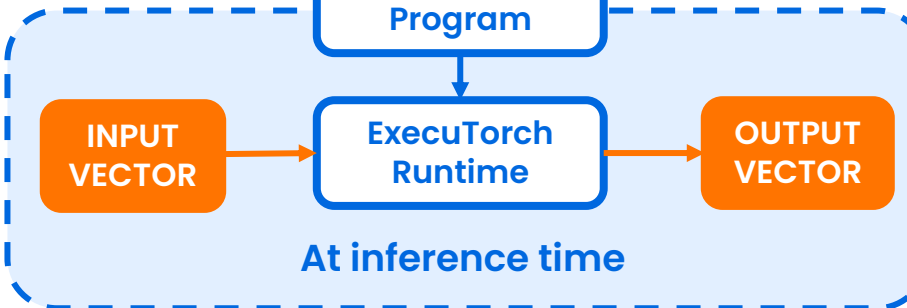 Program
INPUT
VECTOR
ExecuTorch
Runtime
OUTPUT
VECTOR
At inference time